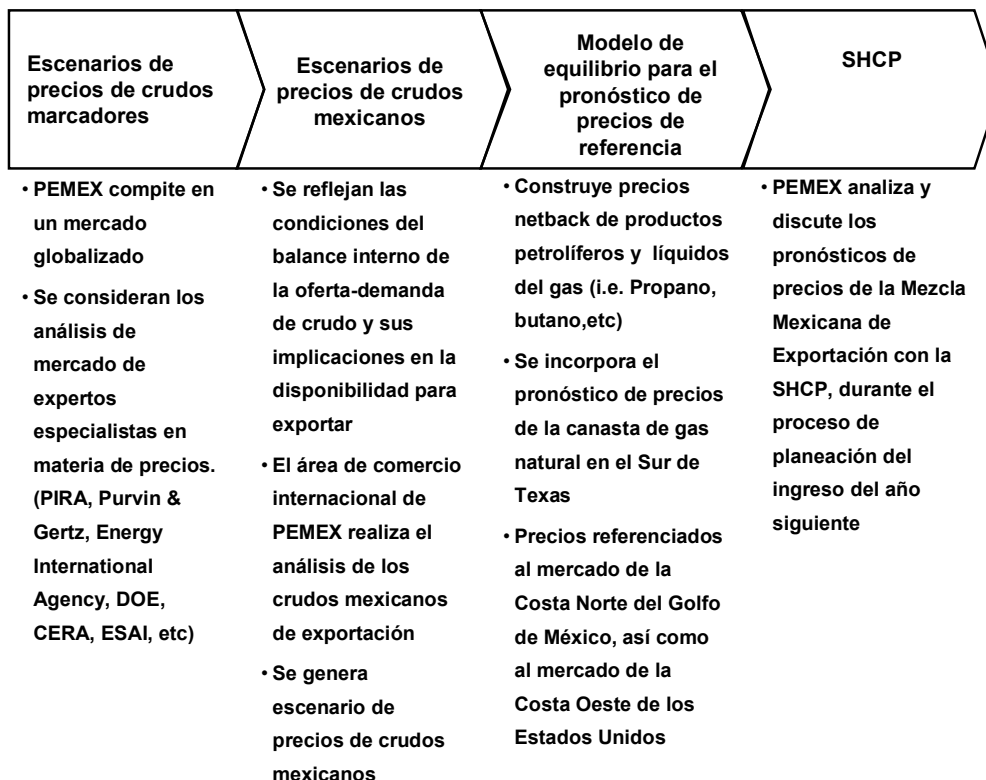 Escenarios de
precios de crudos
marcadores
Escenarios de
precios de crudos
mexicanos
Modelo de
equilibrio para el
pronóstico de
precios de
referencia
SHCP
• PEMEX compite en
un mercado
globalizado
• Se consideran los
análisis de
mercado de
expertos
especialistas en
materia de precios.
(PIRA, Purvin &
Gertz, Energy
International
Agency, DOE,
CERA, ESAI, etc)
• Se reflejan las
condiciones del
balance interno de
la oferta-demanda
de crudo y sus
implicaciones en la
disponibilidad para
exportar
• El área de comercio
internacional de
PEMEX realiza el
análisis de los
crudos mexicanos
de exportación
• Se genera
escenario de
precios de crudos
mexicanos
• Construye precios
netback de productos
petrolíferos y líquidos
del gas (i.e. Propano,
butano,etc)
• Se incorpora el
pronóstico de precios
de la canasta de gas
natural en el Sur de
Texas
• Precios referenciados
al mercado de la
Costa Norte del Golfo
de México, así como
al mercado de la
Costa Oeste de los
Estados Unidos
• PEMEX analiza y
discute los
pronósticos de
precios de la Mezcla
Mexicana de
Exportación con la
SHCP, durante el
proceso de
planeación del
ingreso del año
siguiente